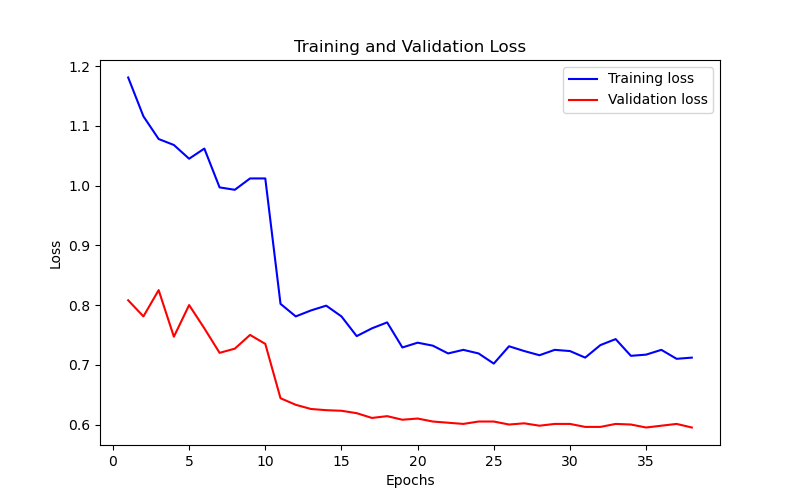 Training and Validation Loss
Training loss
Validation loss
1.2
1.1
1.0
0.9
0.8
0.7
0.6
Loss
0 5 10 15 20 25 30 35
Epochs